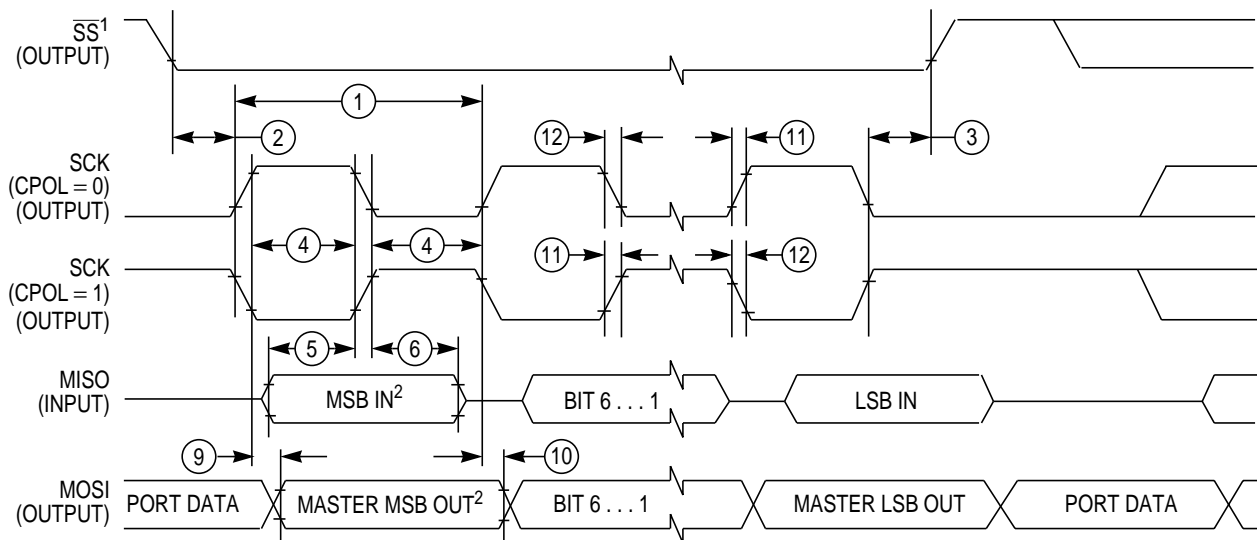 SS¹
(OUTPUT)
1
2
12
11
3
SCK
(CPOL = 0)
(OUTPUT)
4
4
11
12
SCK
(CPOL = 1)
(OUTPUT)
5
6
MISO
(INPUT)
MSB IN²
BIT 6 . . . 1
LSB IN
9
10
MOSI
(OUTPUT)
PORT DATA
MASTER MSB OUT²
BIT 6 . . . 1
MASTER LSB OUT
PORT DATA